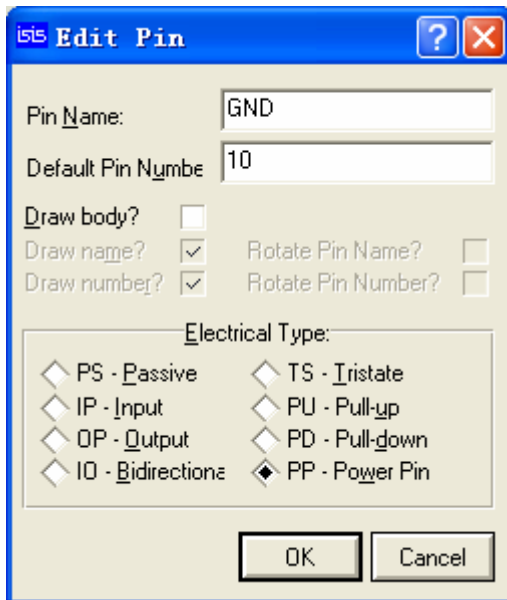 isis Edit Pin
Pin Name: GND
Default Pin Numbe 10
Draw body?
Draw name? Rotate Pin Name?
Draw number? Rotate Pin Number?
Electrical Type:
PS - Passive TS - Tristate
IP - Input PU - Pull-up
OP - Output PD - Pull-down
IO - Bidirectiona PP - Power Pin
OK Cancel